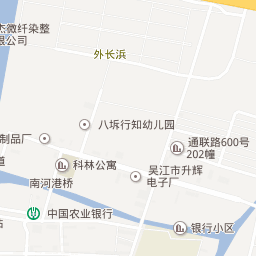 杰微纤染整
限公司
外长浜
八坼行知幼儿园
制品厂
通联路600号
202幢
道
科林公寓
吴江市升辉
电子厂
南河港桥
中国农业银行
银行小区
站